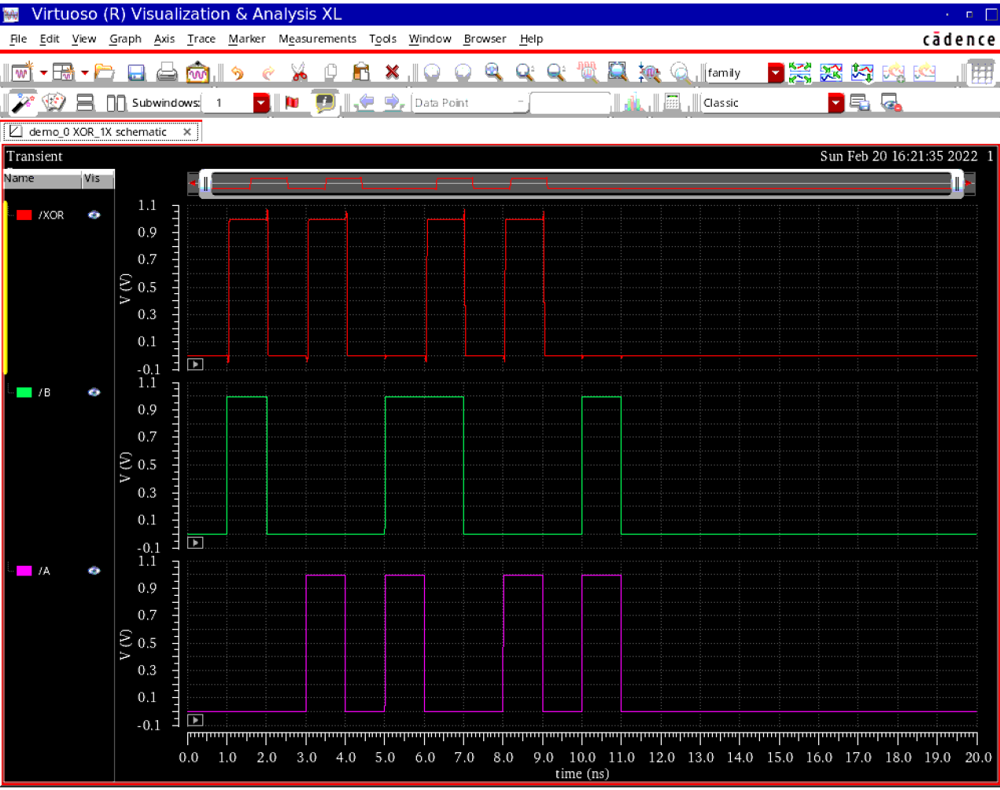 Virtuoso (R) Visualization & Analysis XL
File Edit View Graph Axis Trace Marker Measurements Tools Window Browser Help
cādence
family
Subwindows: 1
Data Point
Classic
demo_0 XOR_1X schematic
Transient
Sun Feb 20 16:21:35 2022 1
Name Vis
/XOR
V (V)
1.1
0.9
0.7
0.5
0.3
0.1
-0.1
/B
V (V)
1.1
0.9
0.7
0.5
0.3
0.1
-0.1
/A
V (V)
1.1
0.9
0.7
0.5
0.3
0.1
-0.1
0.0 1.0 2.0 3.0 4.0 5.0 6.0 7.0 8.0 9.0 10.0 11.0 12.0 13.0 14.0 15.0 16.0 17.0 18.0 19.0 20.0
time (ns)